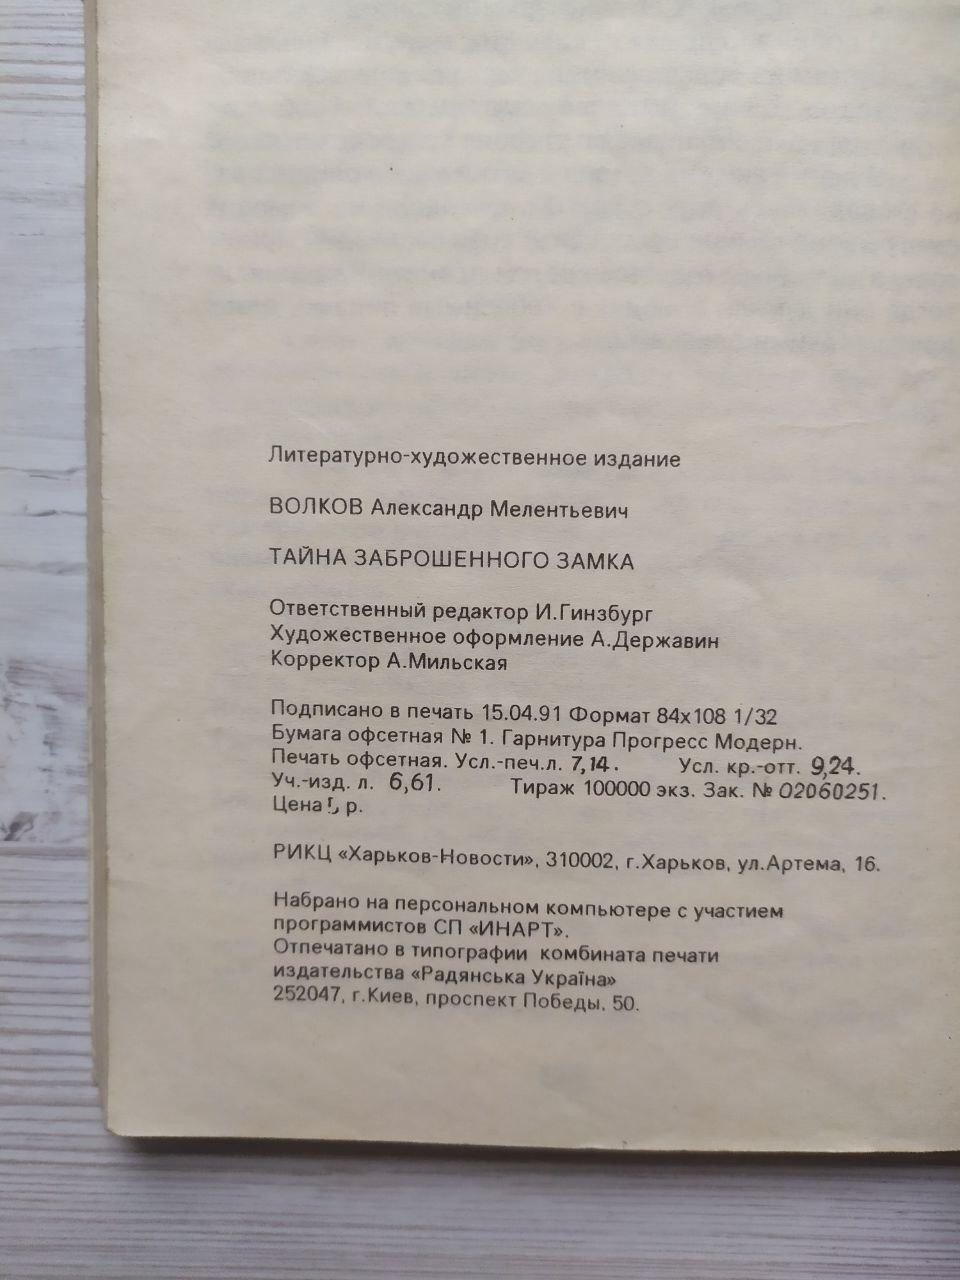 Литературно-художественное издание
ВОЛКОВ Александр Мелентьевич
ТАЙНА ЗАБРОШЕННОГО ЗАМКА
Ответственный редактор И.Гинзбург
Художественное оформление А.Державин
Корректор А.Мильская
Подписано в печать 15.04.91 Формат 84х108 1/32
Бумага офсетная № 1. Гарнитура Прогресс Модерн.
Печать офсетная. Усл.-печ.л. 7,14. Усл. кр.-отт. 9,24.
Уч.-изд. л. 6,61. Тираж 100000 экз. Зак. № 02060251.
Цена р.
РИКЦ «Харьков-Новости», 310002, г.Харьков, ул.Артема, 16.
Набрано на персональном компьютере с участием
программистов СП «ИНАРТ».
Отпечатано в типографии комбината печати
издательства «Радянська Україна»
252047, г.Киев, проспект Победы, 50.